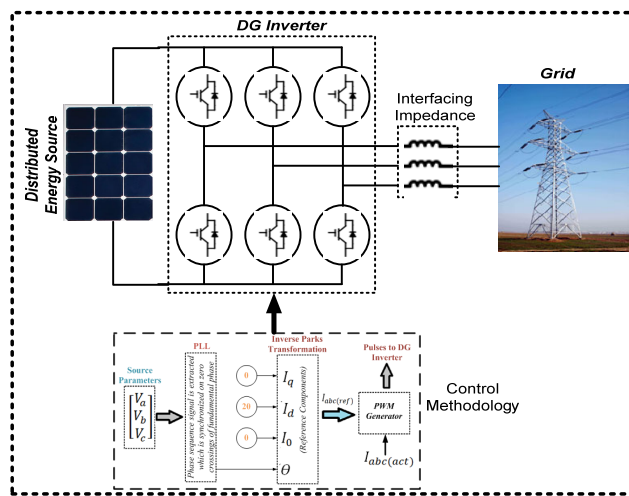 DG Inverter
Grid
Interfacing
Impedance
Distributed
Energy Source
Inverse Parks
Transformation
PLL
Pulses to DG
Inverter
Source
Parameters
V_a
V_b
V_c
Phase sequence signal is extracted
which is synchronized on zero
crossings of fundamental phase
0
I_q
20
I_d
0
I_0
Θ
(Reference Components)
I_abc(ref)
PWM
Generator
I_abc(act)
Control
Methodology